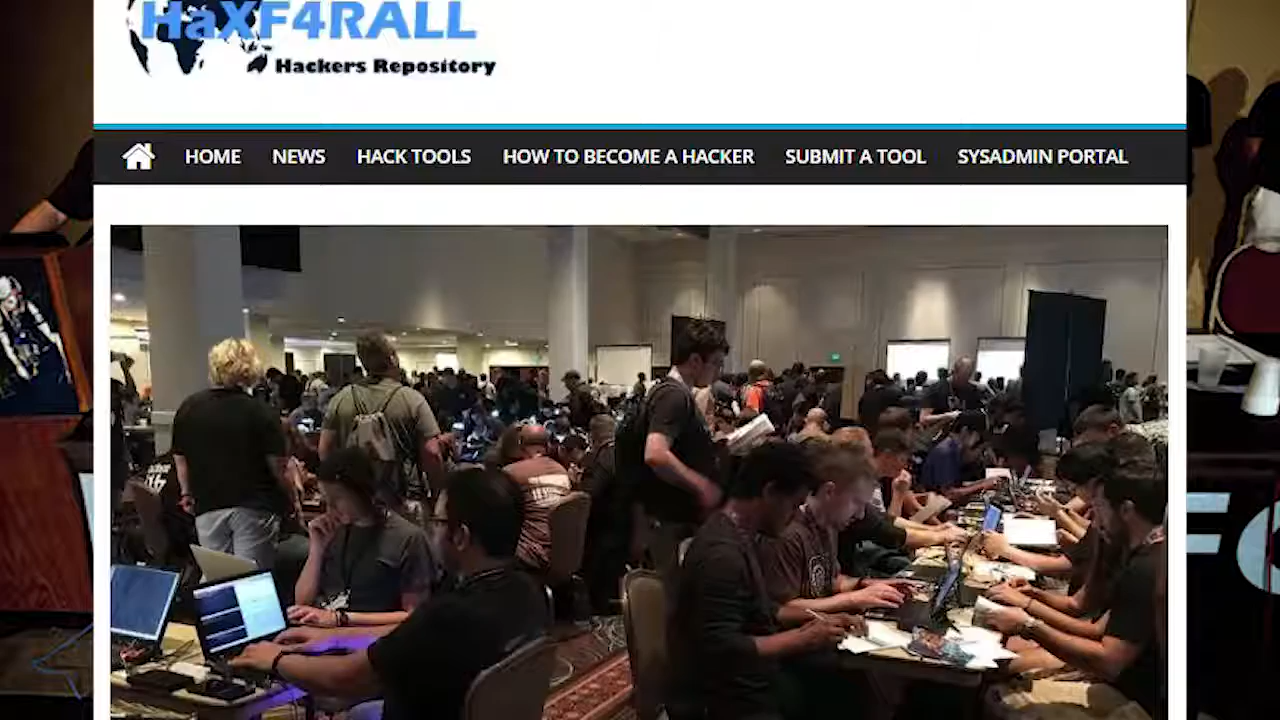 HaXF4RALL
Hackers Repository
HOME NEWS HACK TOOLS HOW TO BECOME A HACKER SUBMIT A TOOL SYSADMIN PORTAL